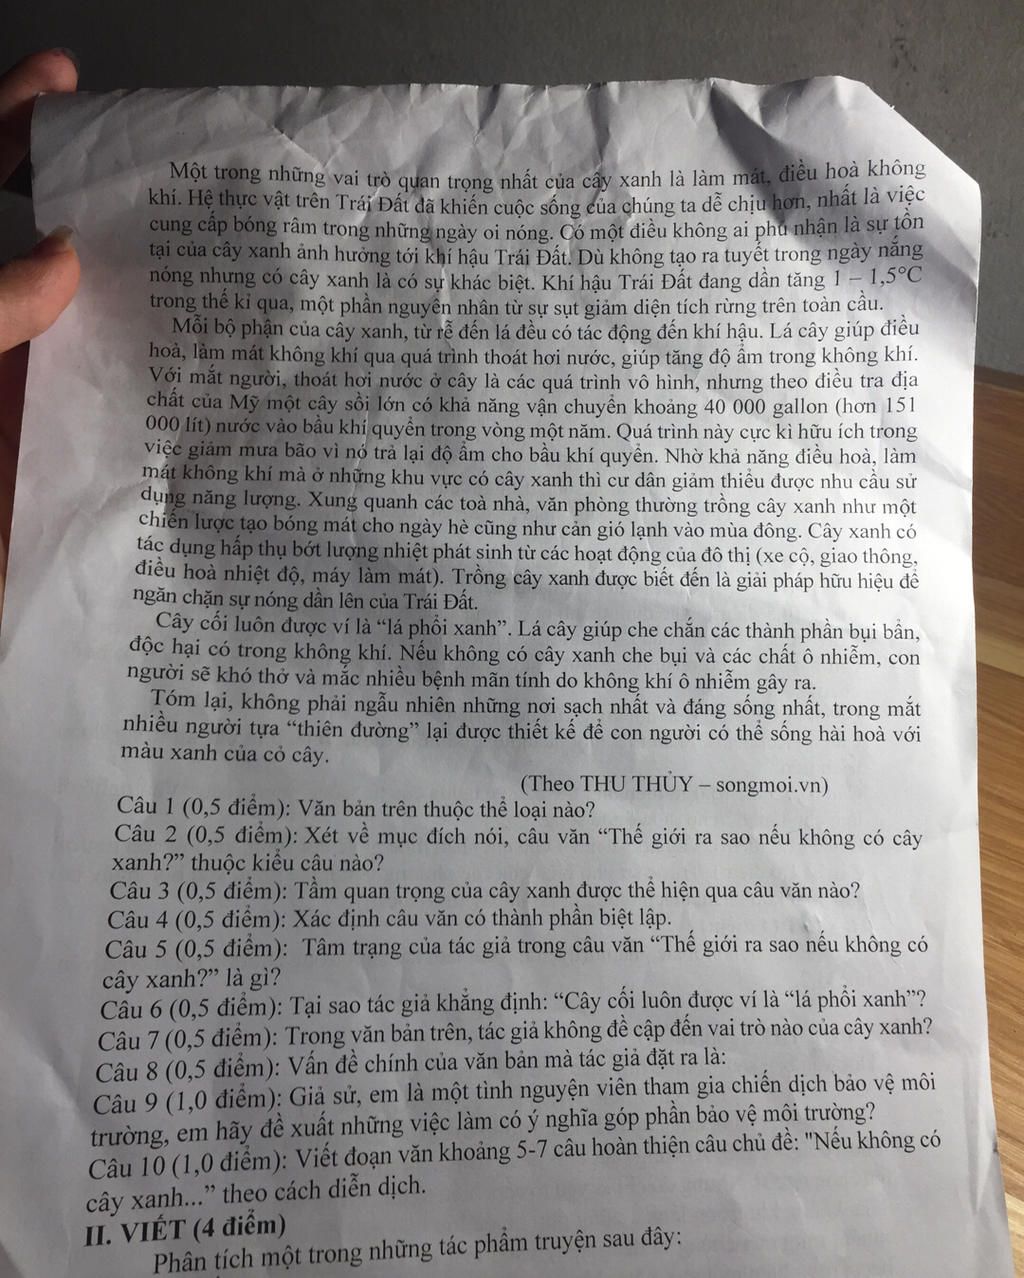 Một trong những vai trò quan trọng nhất của cây xanh là làm mát, điều hoà không
khí. Hệ thực vật trên Trái Đất đã khiến cuộc sống của chúng ta dễ chịu hơn, nhất là việc
cung cấp bóng râm trong những ngày oi nóng. Có một điều không ai phủ nhận là sự tồn
tại của cây xanh ảnh hưởng tới khí hậu Trái Đất. Dù không tạo ra tuyết trong ngày nắng
nóng nhưng có cây xanh là có sự khác biệt. Khí hậu Trái Đất đang dần tăng 1 – 1,5°C
trong thế kỉ qua, một phần nguyên nhân từ sự sụt giảm diện tích rừng trên toàn cầu.
Mỗi bộ phận của cây xanh, từ rễ đến lá đều có tác động đến khí hậu. Lá cây giúp điều
hoà, làm mát không khí qua quá trình thoát hơi nước, giúp tăng độ ẩm trong không khí.
Với mắt người, thoát hơi nước ở cây là các quá trình vô hình, nhưng theo điều tra địa
chất của Mỹ một cây sồi lớn có khả năng vận chuyển khoảng 40 000 gallon (hơn 151
000 lít) nước vào bầu khí quyển trong vòng một năm. Quá trình này cực kì hữu ích trong
việc giảm mưa bão vì nó trả lại độ ẩm cho bầu khí quyển. Nhờ khả năng điều hoà, làm
mát không khí mà ở những khu vực có cây xanh thì cư dân giảm thiểu được nhu cầu sử
dụng năng lượng. Xung quanh các toà nhà, văn phòng thường trồng cây xanh như một
chiến lược tạo bóng mát cho ngày hè cũng như cản gió lạnh vào mùa đông. Cây xanh có
tác dụng hấp thụ bớt lượng nhiệt phát sinh từ các hoạt động của đô thị (xe cộ, giao thông,
điều hoà nhiệt độ, máy làm mát). Trồng cây xanh được biết đến là giải pháp hữu hiệu để
ngăn chặn sự nóng dần lên của Trái Đất.
Cây cối luôn được ví là “lá phổi xanh”. Lá cây giúp che chắn các thành phần bụi bẩn,
độc hại có trong không khí. Nếu không có cây xanh che bụi và các chất ô nhiễm, con
người sẽ khó thở và mắc nhiều bệnh mãn tính do không khí ô nhiễm gây ra.
Tóm lại, không phải ngẫu nhiên những nơi sạch nhất và đáng sống nhất, trong mắt
nhiều người tựa “thiên đường” lại được thiết kế để con người có thể sống hài hoà với
màu xanh của cỏ cây.
(Theo THU THỦY – songmoi.vn)
Câu 1 (0,5 điểm): Văn bản trên thuộc thể loại nào?
Câu 2 (0,5 điểm): Xét về mục đích nói, câu văn “Thế giới ra sao nếu không có cây
xanh?” thuộc kiểu câu nào?
Câu 3 (0,5 điểm): Tầm quan trọng của cây xanh được thể hiện qua câu văn nào?
Câu 4 (0,5 điểm): Xác định câu văn có thành phần biệt lập.
Câu 5 (0,5 điểm): Tâm trạng của tác giả trong câu văn “Thế giới ra sao nếu không có
cây xanh?” là gì?
Câu 6 (0,5 điểm): Tại sao tác giả khẳng định: “Cây cối luôn được ví là “lá phổi xanh”?
Câu 7 (0,5 điểm): Trong văn bản trên, tác giả không đề cập đến vai trò nào của cây xanh?
Câu 8 (0,5 điểm): Vấn đề chính của văn bản mà tác giả đặt ra là:
Câu 9 (1,0 điểm): Giả sử, em là một tình nguyện viên tham gia chiến dịch bảo vệ môi
trường, em hãy đề xuất những việc làm có ý nghĩa góp phần bảo vệ môi trường?
Câu 10 (1,0 điểm): Viết đoạn văn khoảng 5-7 câu hoàn thiện câu chủ đề: "Nếu không có
cây xanh...” theo cách diễn dịch.
II. VIẾT (4 điểm)
Phân tích một trong những tác phẩm truyện sau đây: